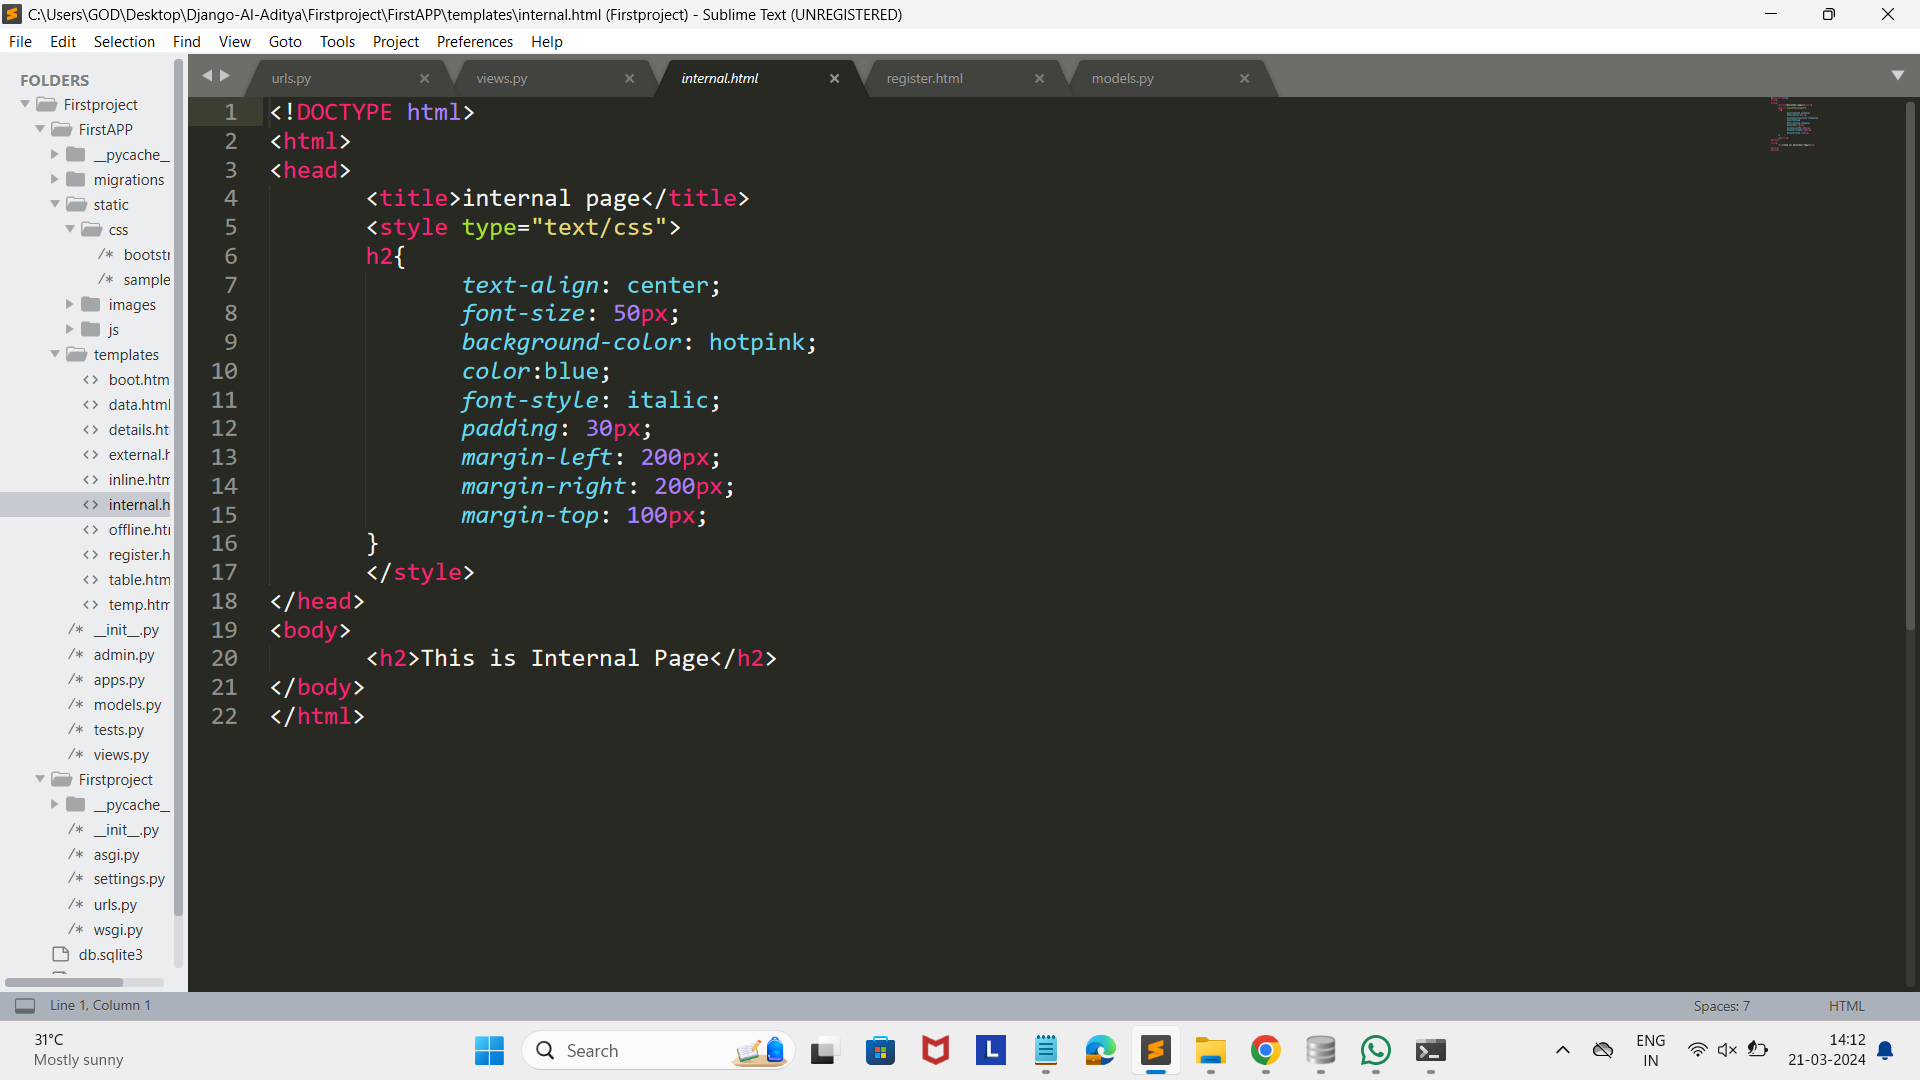 C:\Users\GOD\Desktop\Django-AI-Aditya\Firstproject\FirstAPP\templates\internal.html (Firstproject) - Sublime Text (UNREGISTERED)
File Edit Selection Find View Goto Tools Project Preferences Help
FOLDERS
Firstproject
FirstAPP
__pycache__
migrations
static
css
/* bootstr
/* sample
images
js
templates
<> boot.htm
<> data.html
<> details.ht
<> external.h
<> inline.htm
<> internal.h
<> offline.htr
<> register.h
<> table.htm
<> temp.htm
/* __init__.py
/* admin.py
/* apps.py
/* models.py
/* tests.py
/* views.py
Firstproject
__pycache__
/* __init__.py
/* asgi.py
/* settings.py
/* urls.py
/* wsgi.py
db.sqlite3
urls.py × views.py × internal.html × register.html × models.py ×
1 <!DOCTYPE html>
2 <html>
3 <head>
4 <title>internal page</title>
5 <style type="text/css">
6 h2{
7 text-align: center;
8 font-size: 50px;
9 background-color: hotpink;
10 color:blue;
11 font-style: italic;
12 padding: 30px;
13 margin-left: 200px;
14 margin-right: 200px;
15 margin-top: 100px;
16 }
17 </style>
18 </head>
19 <body>
20 <h2>This is Internal Page</h2>
21 </body>
22 </html>
Line 1, Column 1 Spaces: 7 HTML
31°C
Mostly sunny
Search
L
ENG
IN
14:12
21-03-2024